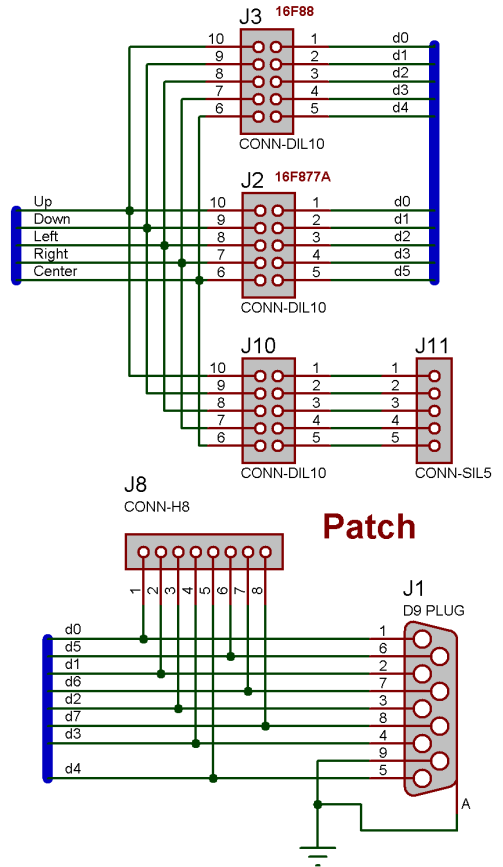 J3 16F88
10 1 d0
9 2 d1
8 3 d2
7 4 d3
6 5 d4
CONN-DIL10
J2 16F877A
Up 10 1 d0
Down 9 2 d1
Left 8 3 d2
Right 7 4 d3
Center 6 5 d5
CONN-DIL10
J10 J11
10 1 1
9 2 2
8 3 3
7 4 4
6 5 5
CONN-DIL10 CONN-SIL5
J8
CONN-H8
Patch
1 2 3 4 5 6 7 8
J1
D9 PLUG
d0 1
d5 6
d1 2
d6 7
d2 3
d7 8
d3 4
9
d4 5
A